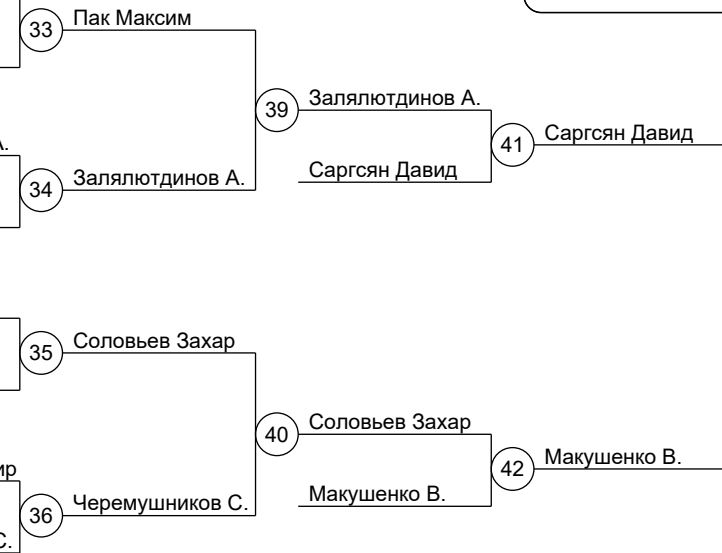 33 Пак Максим
39 Залялютдинов А.
41 Саргсян Давид
Саргсян Давид
34 Залялютдинов А.
35 Соловьев Захар
40 Соловьев Захар
42 Макушенко В.
Макушенко В.
36 Черемушников С.